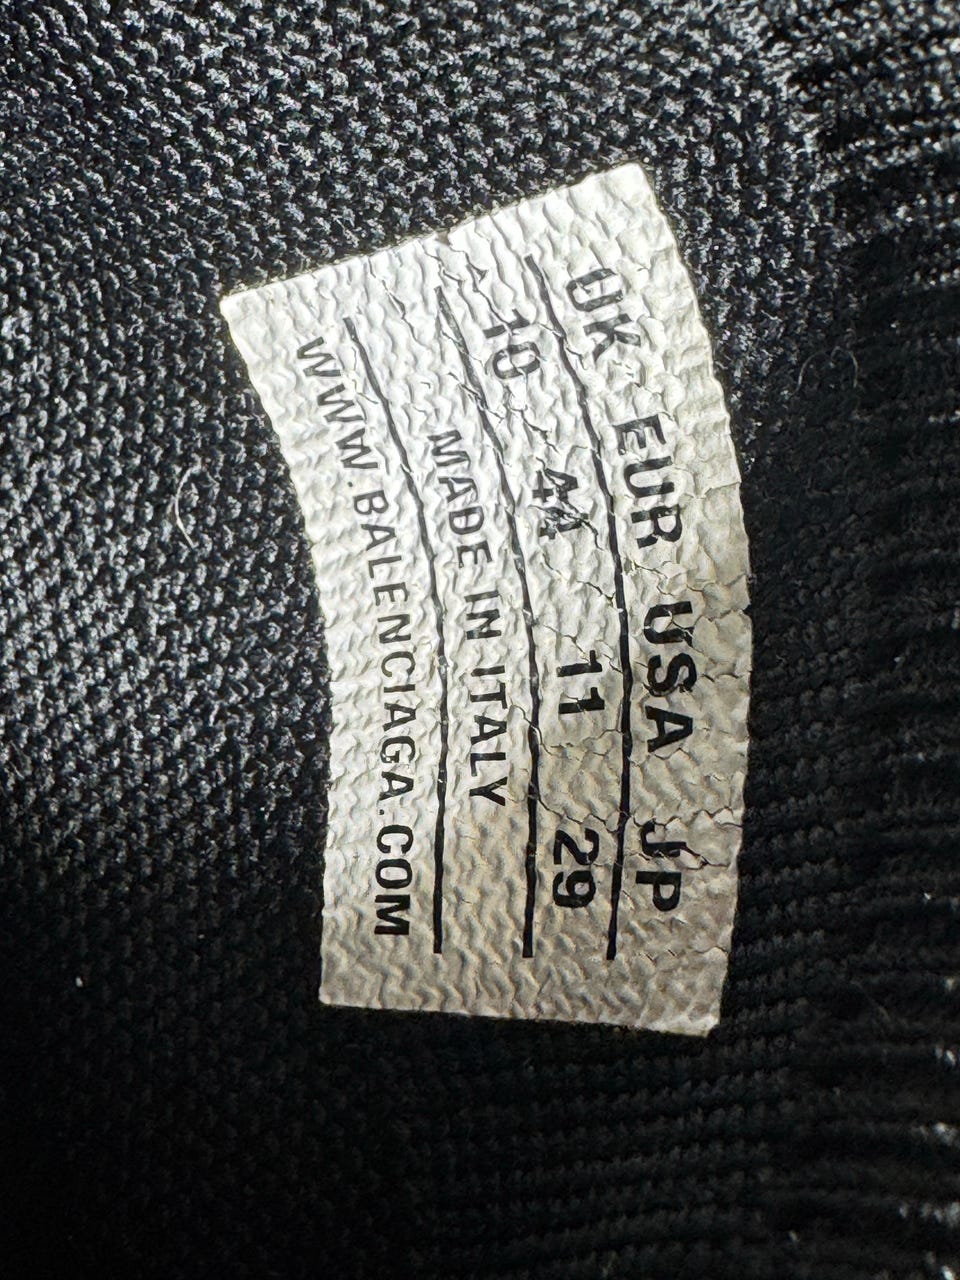 UK EUR USA JP
10 44 11 29
MADE IN ITALY
WWW.BALENCIAGA.COM